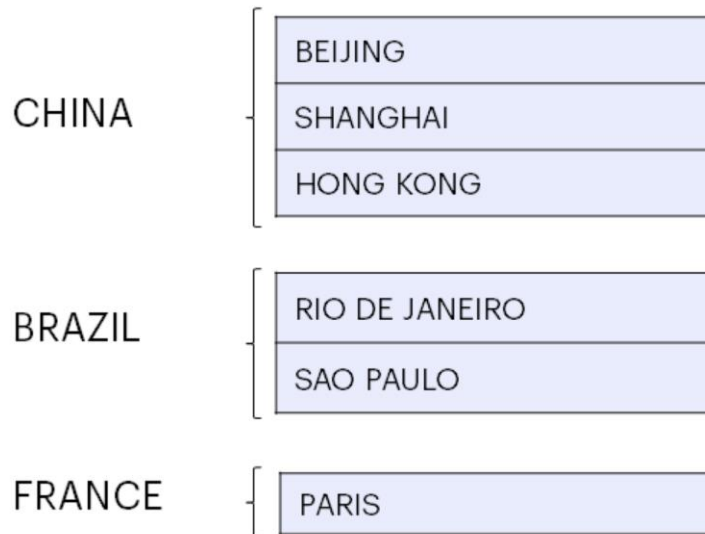 CHINA
BEIJING
SHANGHAI
HONG KONG
BRAZIL
RIO DE JANEIRO
SAO PAULO
FRANCE
PARIS